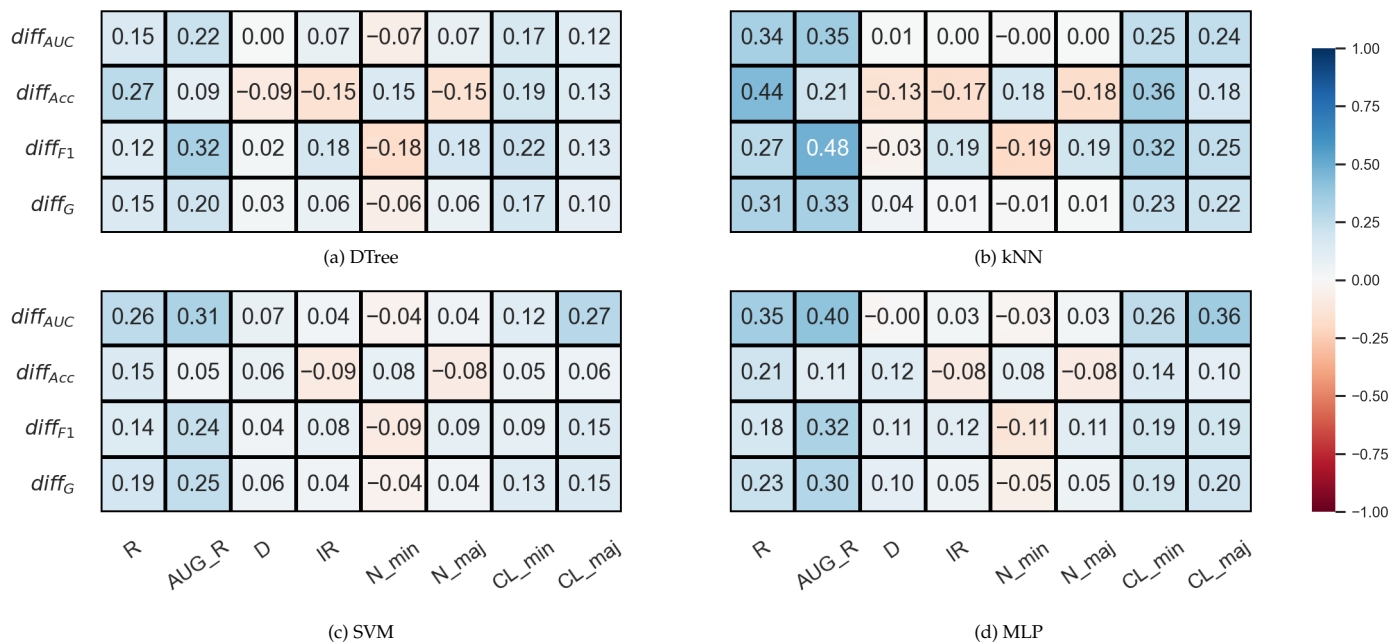 diff_AUC 0.15 0.22 0.00 0.07 −0.07 0.07 0.17 0.12
diff_Acc 0.27 0.09 −0.09 −0.15 0.15 −0.15 0.19 0.13
diff_F1 0.12 0.32 0.02 0.18 −0.18 0.18 0.22 0.13
diff_G 0.15 0.20 0.03 0.06 −0.06 0.06 0.17 0.10
(a) DTree
0.34 0.35 0.01 0.00 −0.00 0.00 0.25 0.24
0.44 0.21 −0.13 −0.17 0.18 −0.18 0.36 0.18
0.27 0.48 −0.03 0.19 −0.19 0.19 0.32 0.25
0.31 0.33 0.04 0.01 −0.01 0.01 0.23 0.22
(b) kNN
diff_AUC 0.26 0.31 0.07 0.04 −0.04 0.04 0.12 0.27
diff_Acc 0.15 0.05 0.06 −0.09 0.08 −0.08 0.05 0.06
diff_F1 0.14 0.24 0.04 0.08 −0.09 0.09 0.09 0.15
diff_G 0.19 0.25 0.06 0.04 −0.04 0.04 0.13 0.15
R AUG_R D IR N_min N_maj CL_min CL_maj
(c) SVM
0.35 0.40 −0.00 0.03 −0.03 0.03 0.26 0.36
0.21 0.11 0.12 −0.08 0.08 −0.08 0.14 0.10
0.18 0.32 0.11 0.12 −0.11 0.11 0.19 0.19
0.23 0.30 0.10 0.05 −0.05 0.05 0.19 0.20
R AUG_R D IR N_min N_maj CL_min CL_maj
(d) MLP
1.00
0.75
0.50
0.25
0.00
−0.25
−0.50
−0.75
−1.00